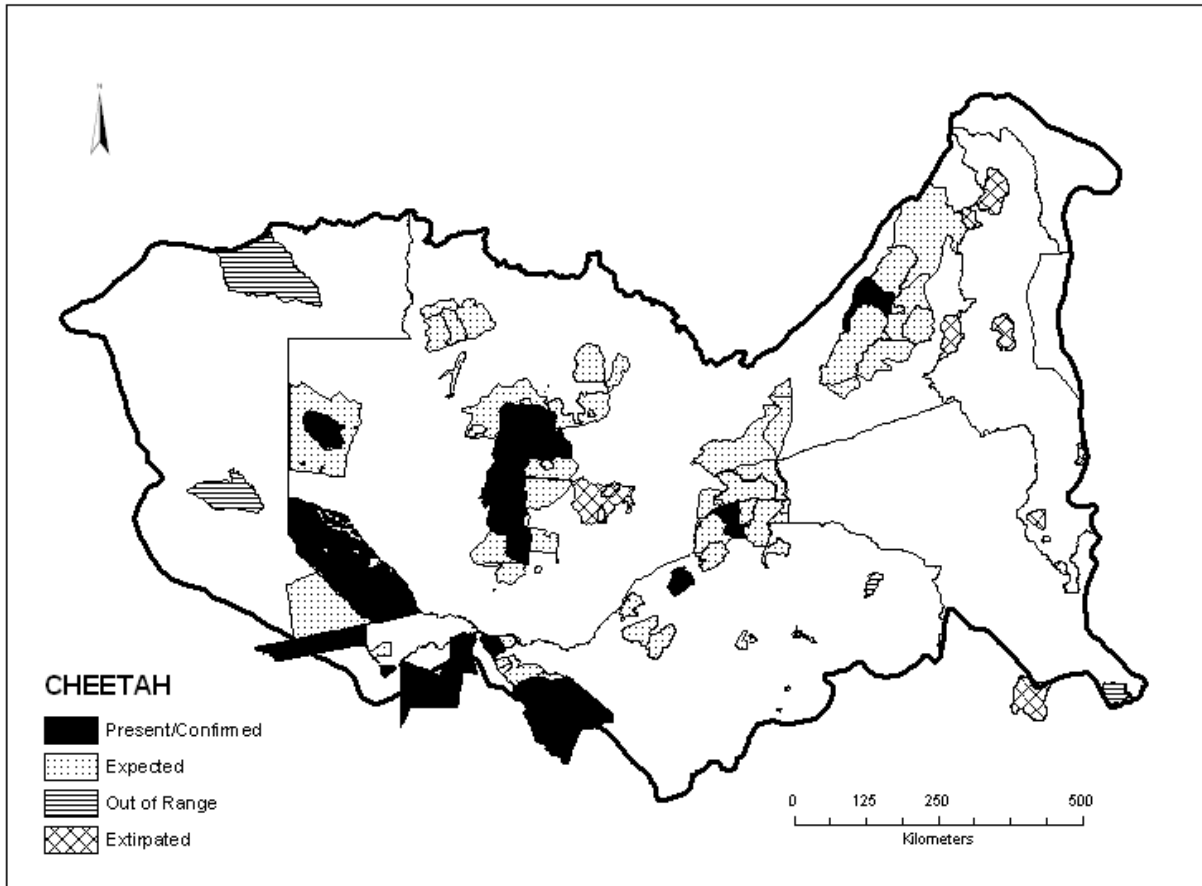 N
CHEETAH
Present/Confirmed
Expected
Out of Range
Extirpated
0 125 250 500
Kilometers